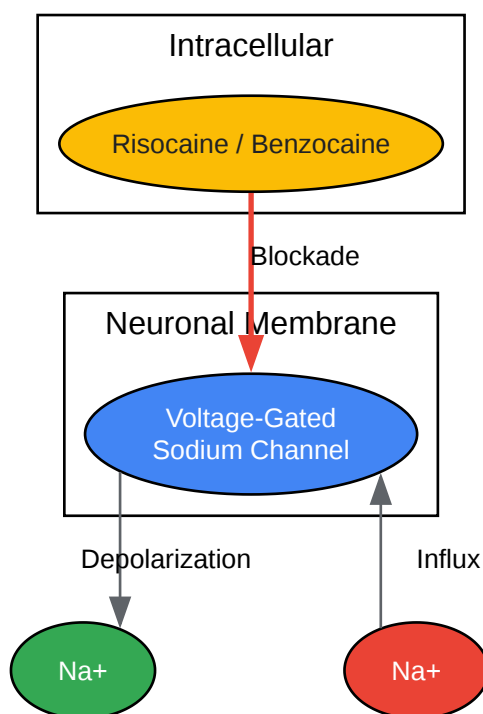 Intracellular
Risocaine / Benzocaine
Blockade
Neuronal Membrane
Voltage-Gated
Sodium Channel
Depolarization
Influx
Na+
Na+